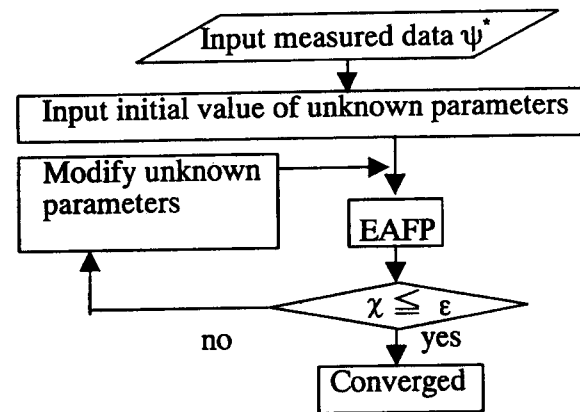 Input measured data ψ*
Input initial value of unknown parameters
Modify unknown
parameters
EAFP
χ ≦ ε
no
yes
Converged